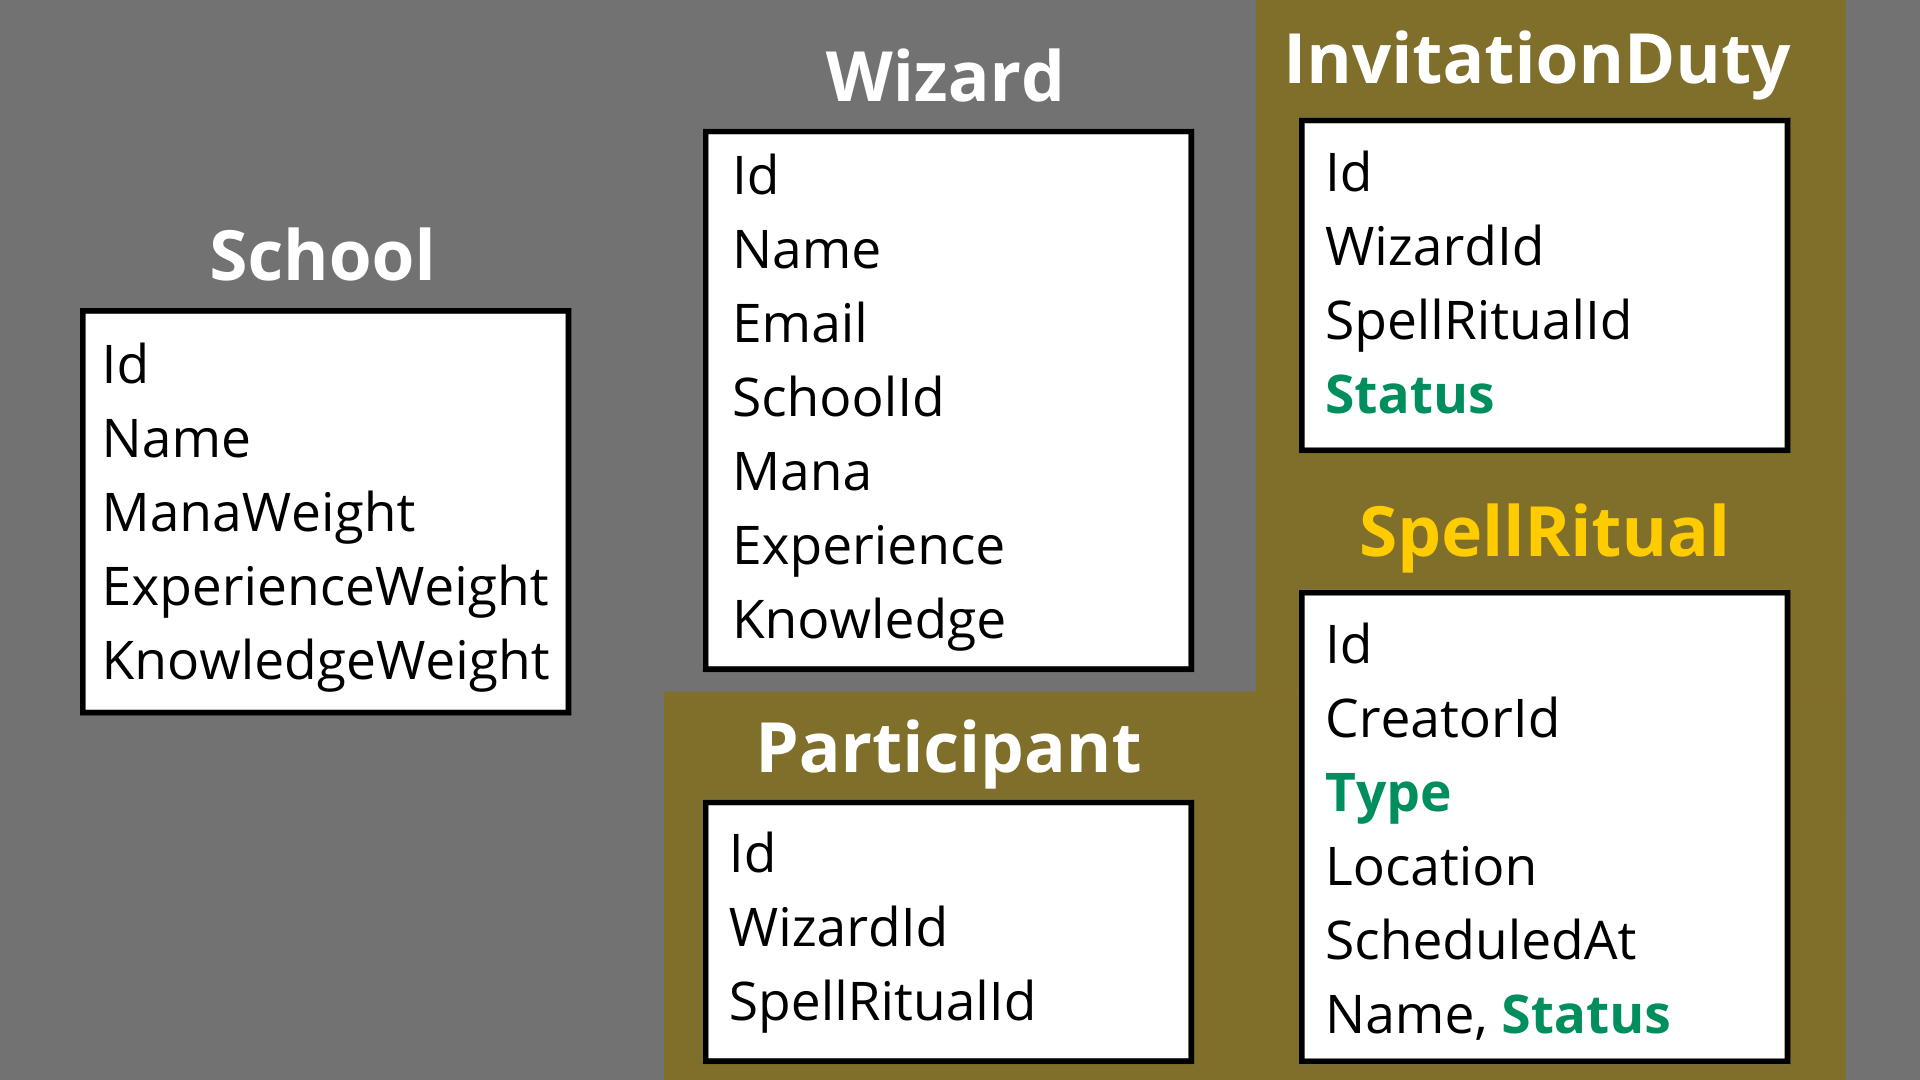 School
Id
Name
ManaWeight
ExperienceWeight
KnowledgeWeight
Wizard
Id
Name
Email
SchoolId
Mana
Experience
Knowledge
Participant
Id
WizardId
SpellRitualId
InvitationDuty
Id
WizardId
SpellRitualId
Status
SpellRitual
Id
CreatorId
Type
Location
ScheduledAt
Name, Status